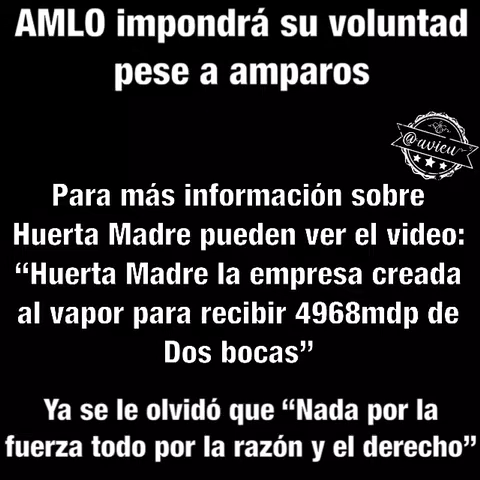 AMLO impondrá su voluntad
pese a amparos
@avieu
Para más información sobre
Huerta Madre pueden ver el video:
“Huerta Madre la empresa creada
al vapor para recibir 4968mdp de
Dos bocas”
Ya se le olvidó que “Nada por la
fuerza todo por la razón y el derecho”